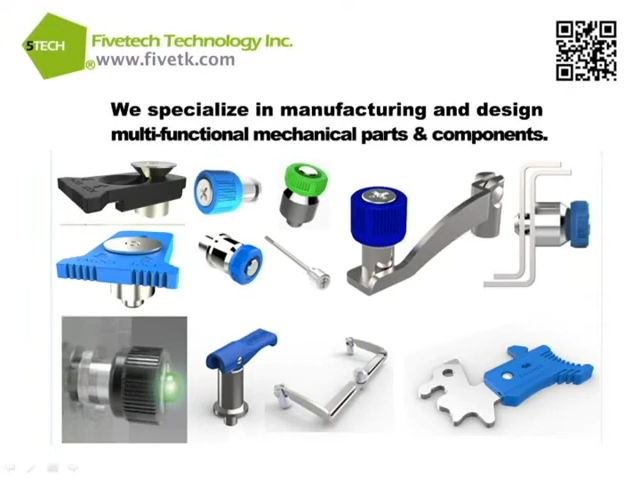 5TECH
Fivetech Technology Inc.
®www.fivetk.com
We specialize in manufacturing and design
multi-functional mechanical parts & components.